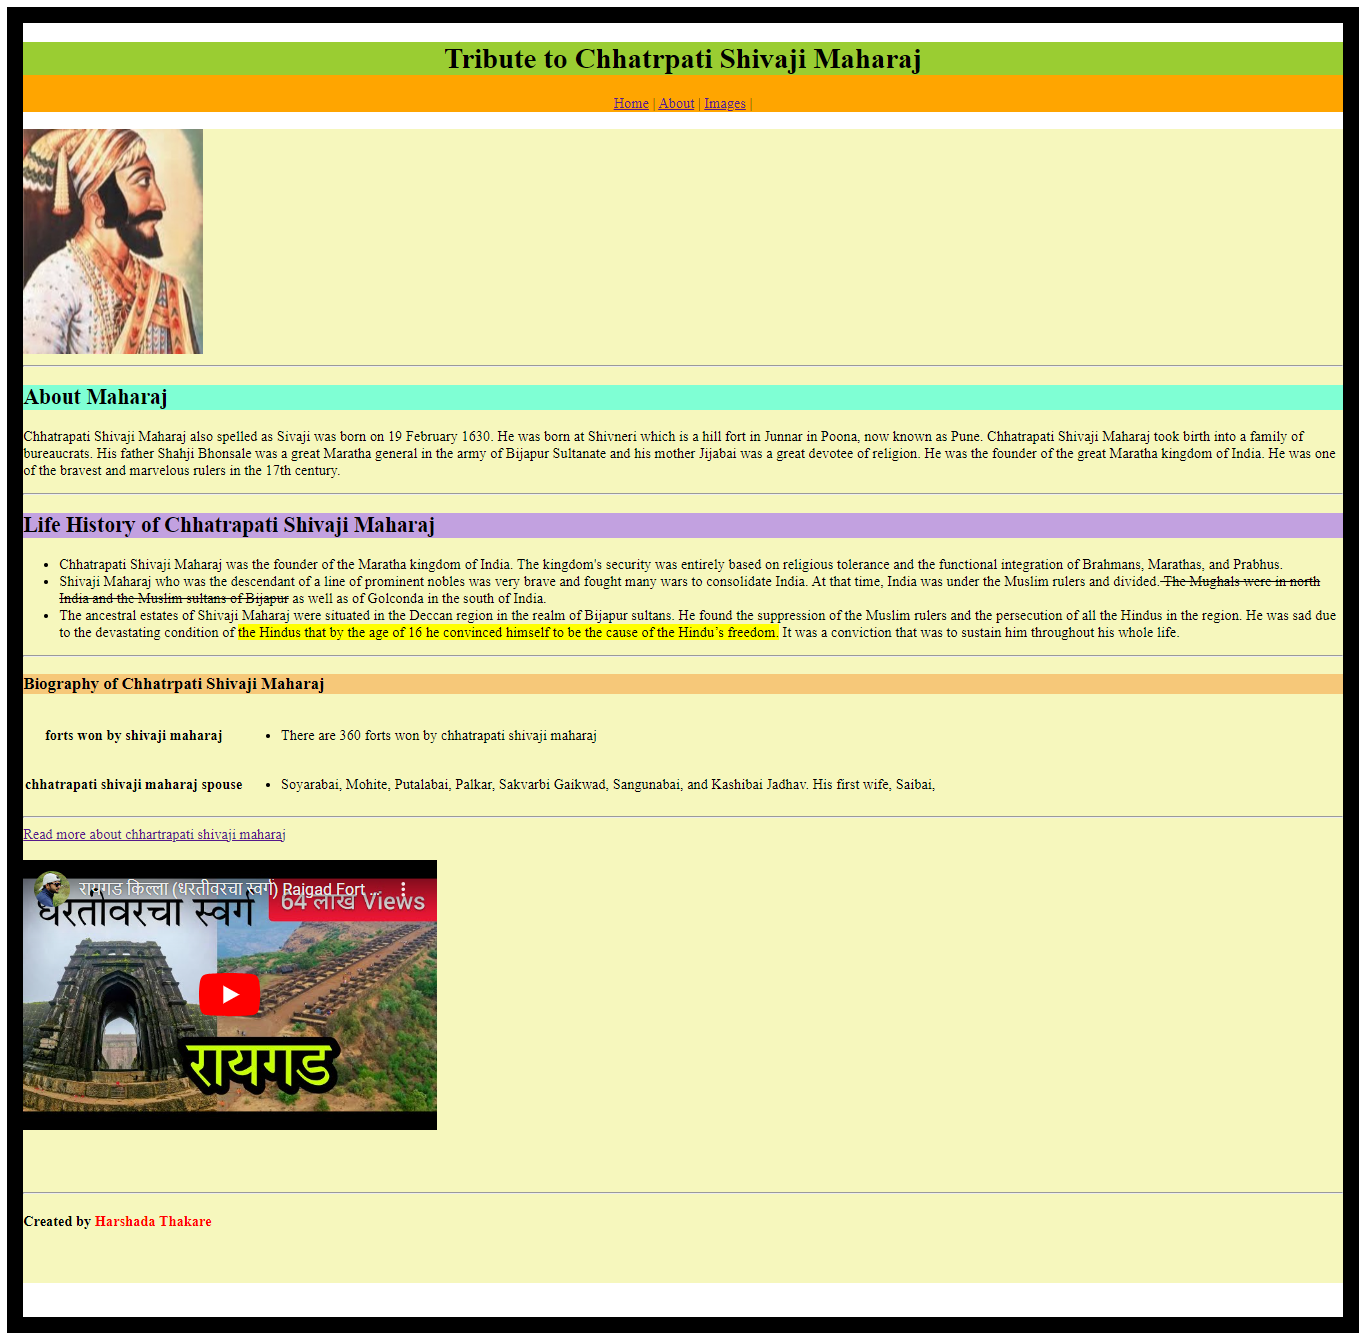 Tribute to Chhatrpati Shivaji Maharaj
Home | About | Images |
About Maharaj
Chhatrapati Shivaji Maharaj also spelled as Sivaji was born on 19 February 1630. He was born at Shivneri which is a hill fort in Junnar in Poona, now known as Pune. Chhatrapati Shivaji Maharaj took birth into a family of
bureaucrats. His father Shahji Bhonsale was a great Maratha general in the army of Bijapur Sultanate and his mother Jijabai was a great devotee of religion. He was the founder of the great Maratha kingdom of India. He was one
of the bravest and marvelous rulers in the 17th century.
Life History of Chhatrapati Shivaji Maharaj
• Chhatrapati Shivaji Maharaj was the founder of the Maratha kingdom of India. The kingdom's security was entirely based on religious tolerance and the functional integration of Brahmans, Marathas, and Prabhus.
• Shivaji Maharaj who was the descendant of a line of prominent nobles was very brave and fought many wars to consolidate India. At that time, India was under the Muslim rulers and divided. The Mughals were in north
India and the Muslim sultans of Bijapur as well as of Golconda in the south of India.
• The ancestral estates of Shivaji Maharaj were situated in the Deccan region in the realm of Bijapur sultans. He found the suppression of the Muslim rulers and the persecution of all the Hindus in the region. He was sad due
to the devastating condition of the Hindus that by the age of 16 he convinced himself to be the cause of the Hindu’s freedom. It was a conviction that was to sustain him throughout his whole life.
Biography of Chhatrpati Shivaji Maharaj
forts won by shivaji maharaj • There are 360 forts won by chhatrapati shivaji maharaj
chhatrapati shivaji maharaj spouse • Soyarabai, Mohite, Putalabai, Palkar, Sakvarbi Gaikwad, Sangunabai, and Kashibai Jadhav. His first wife, Saibai,
Read more about chhartrapati shivaji maharaj
रायगड किल्ला (धरतीवरचा स्वर्ग) Raigad Fort ...
धरतीवरचा स्वर्ग 64 लाख Views
रायगड
Created by Harshada Thakare